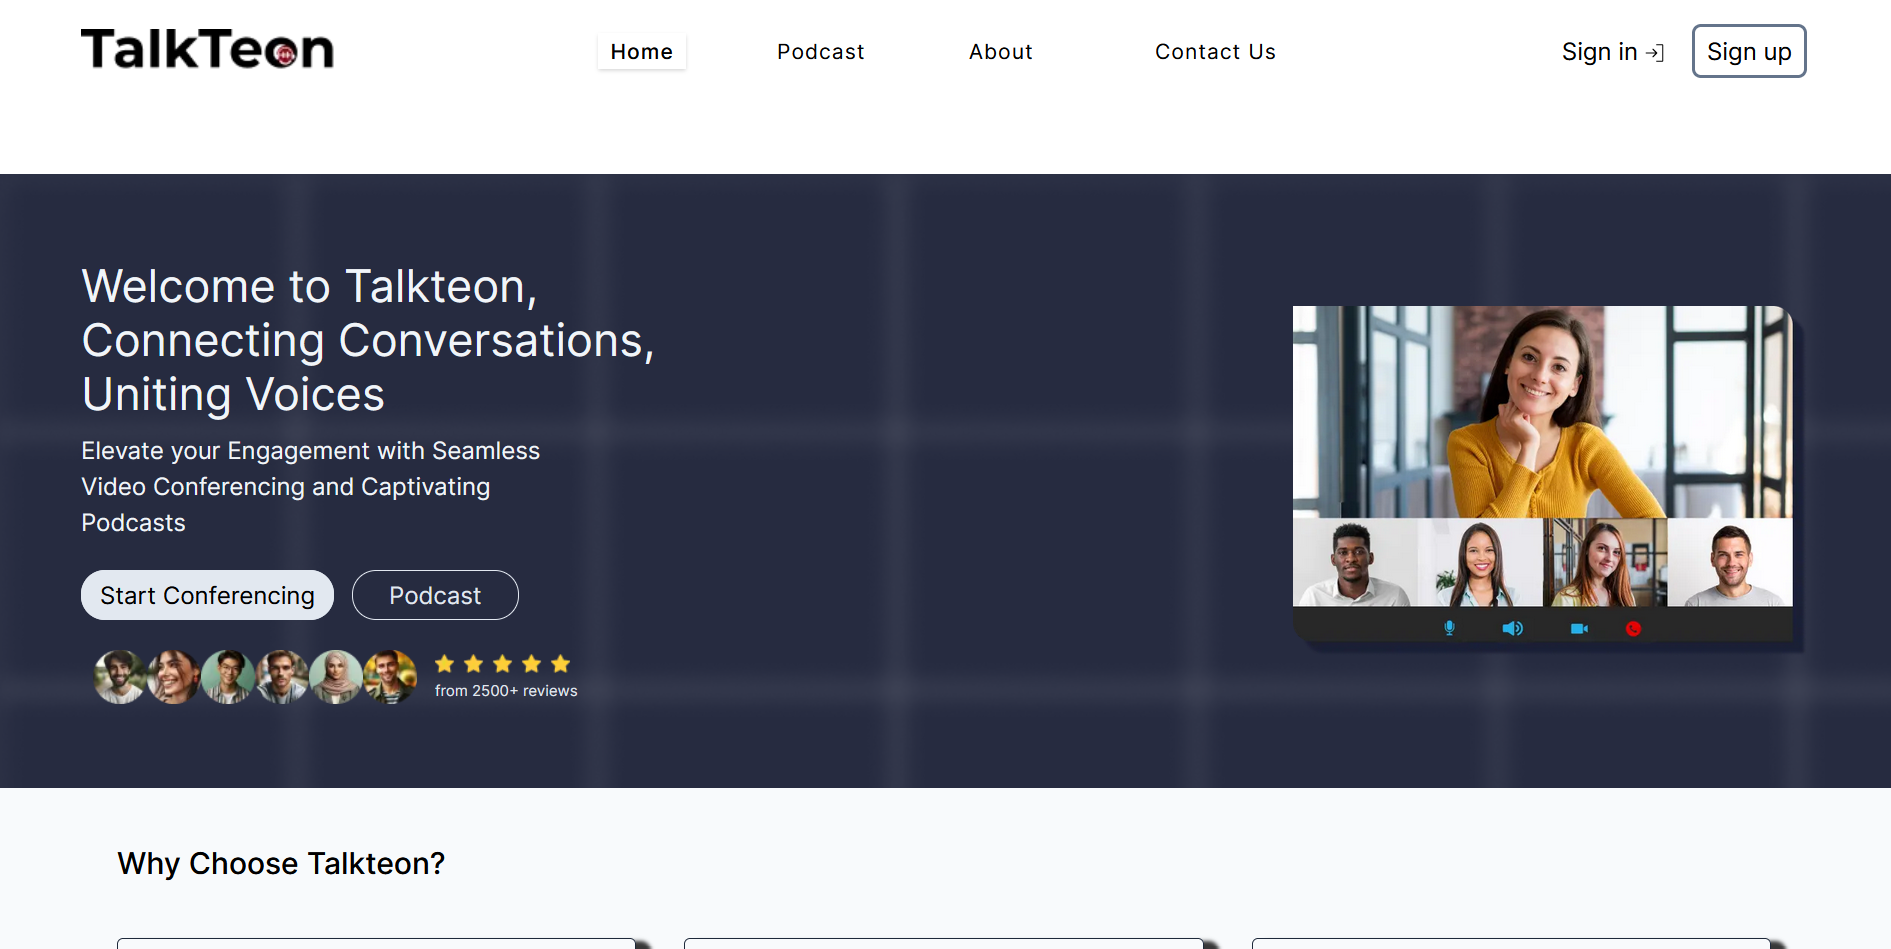 TalkTeon
Home
Podcast
About
Contact Us
Sign in
Sign up
Welcome to Talkteon,
Connecting Conversations,
Uniting Voices
Elevate your Engagement with Seamless
Video Conferencing and Captivating
Podcasts
Start Conferencing
Podcast
from 2500+ reviews
Why Choose Talkteon?